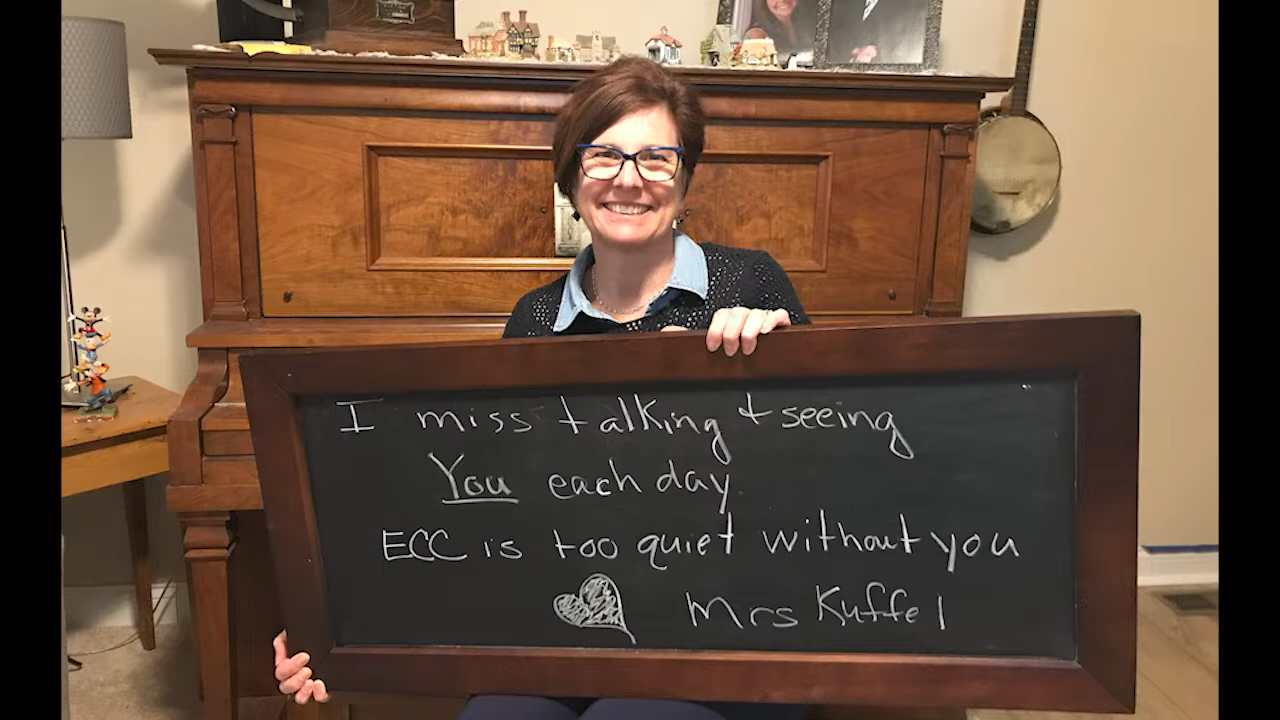 I miss talking + seeing
You each day
ECC is too quiet without you
Mrs Kuffel